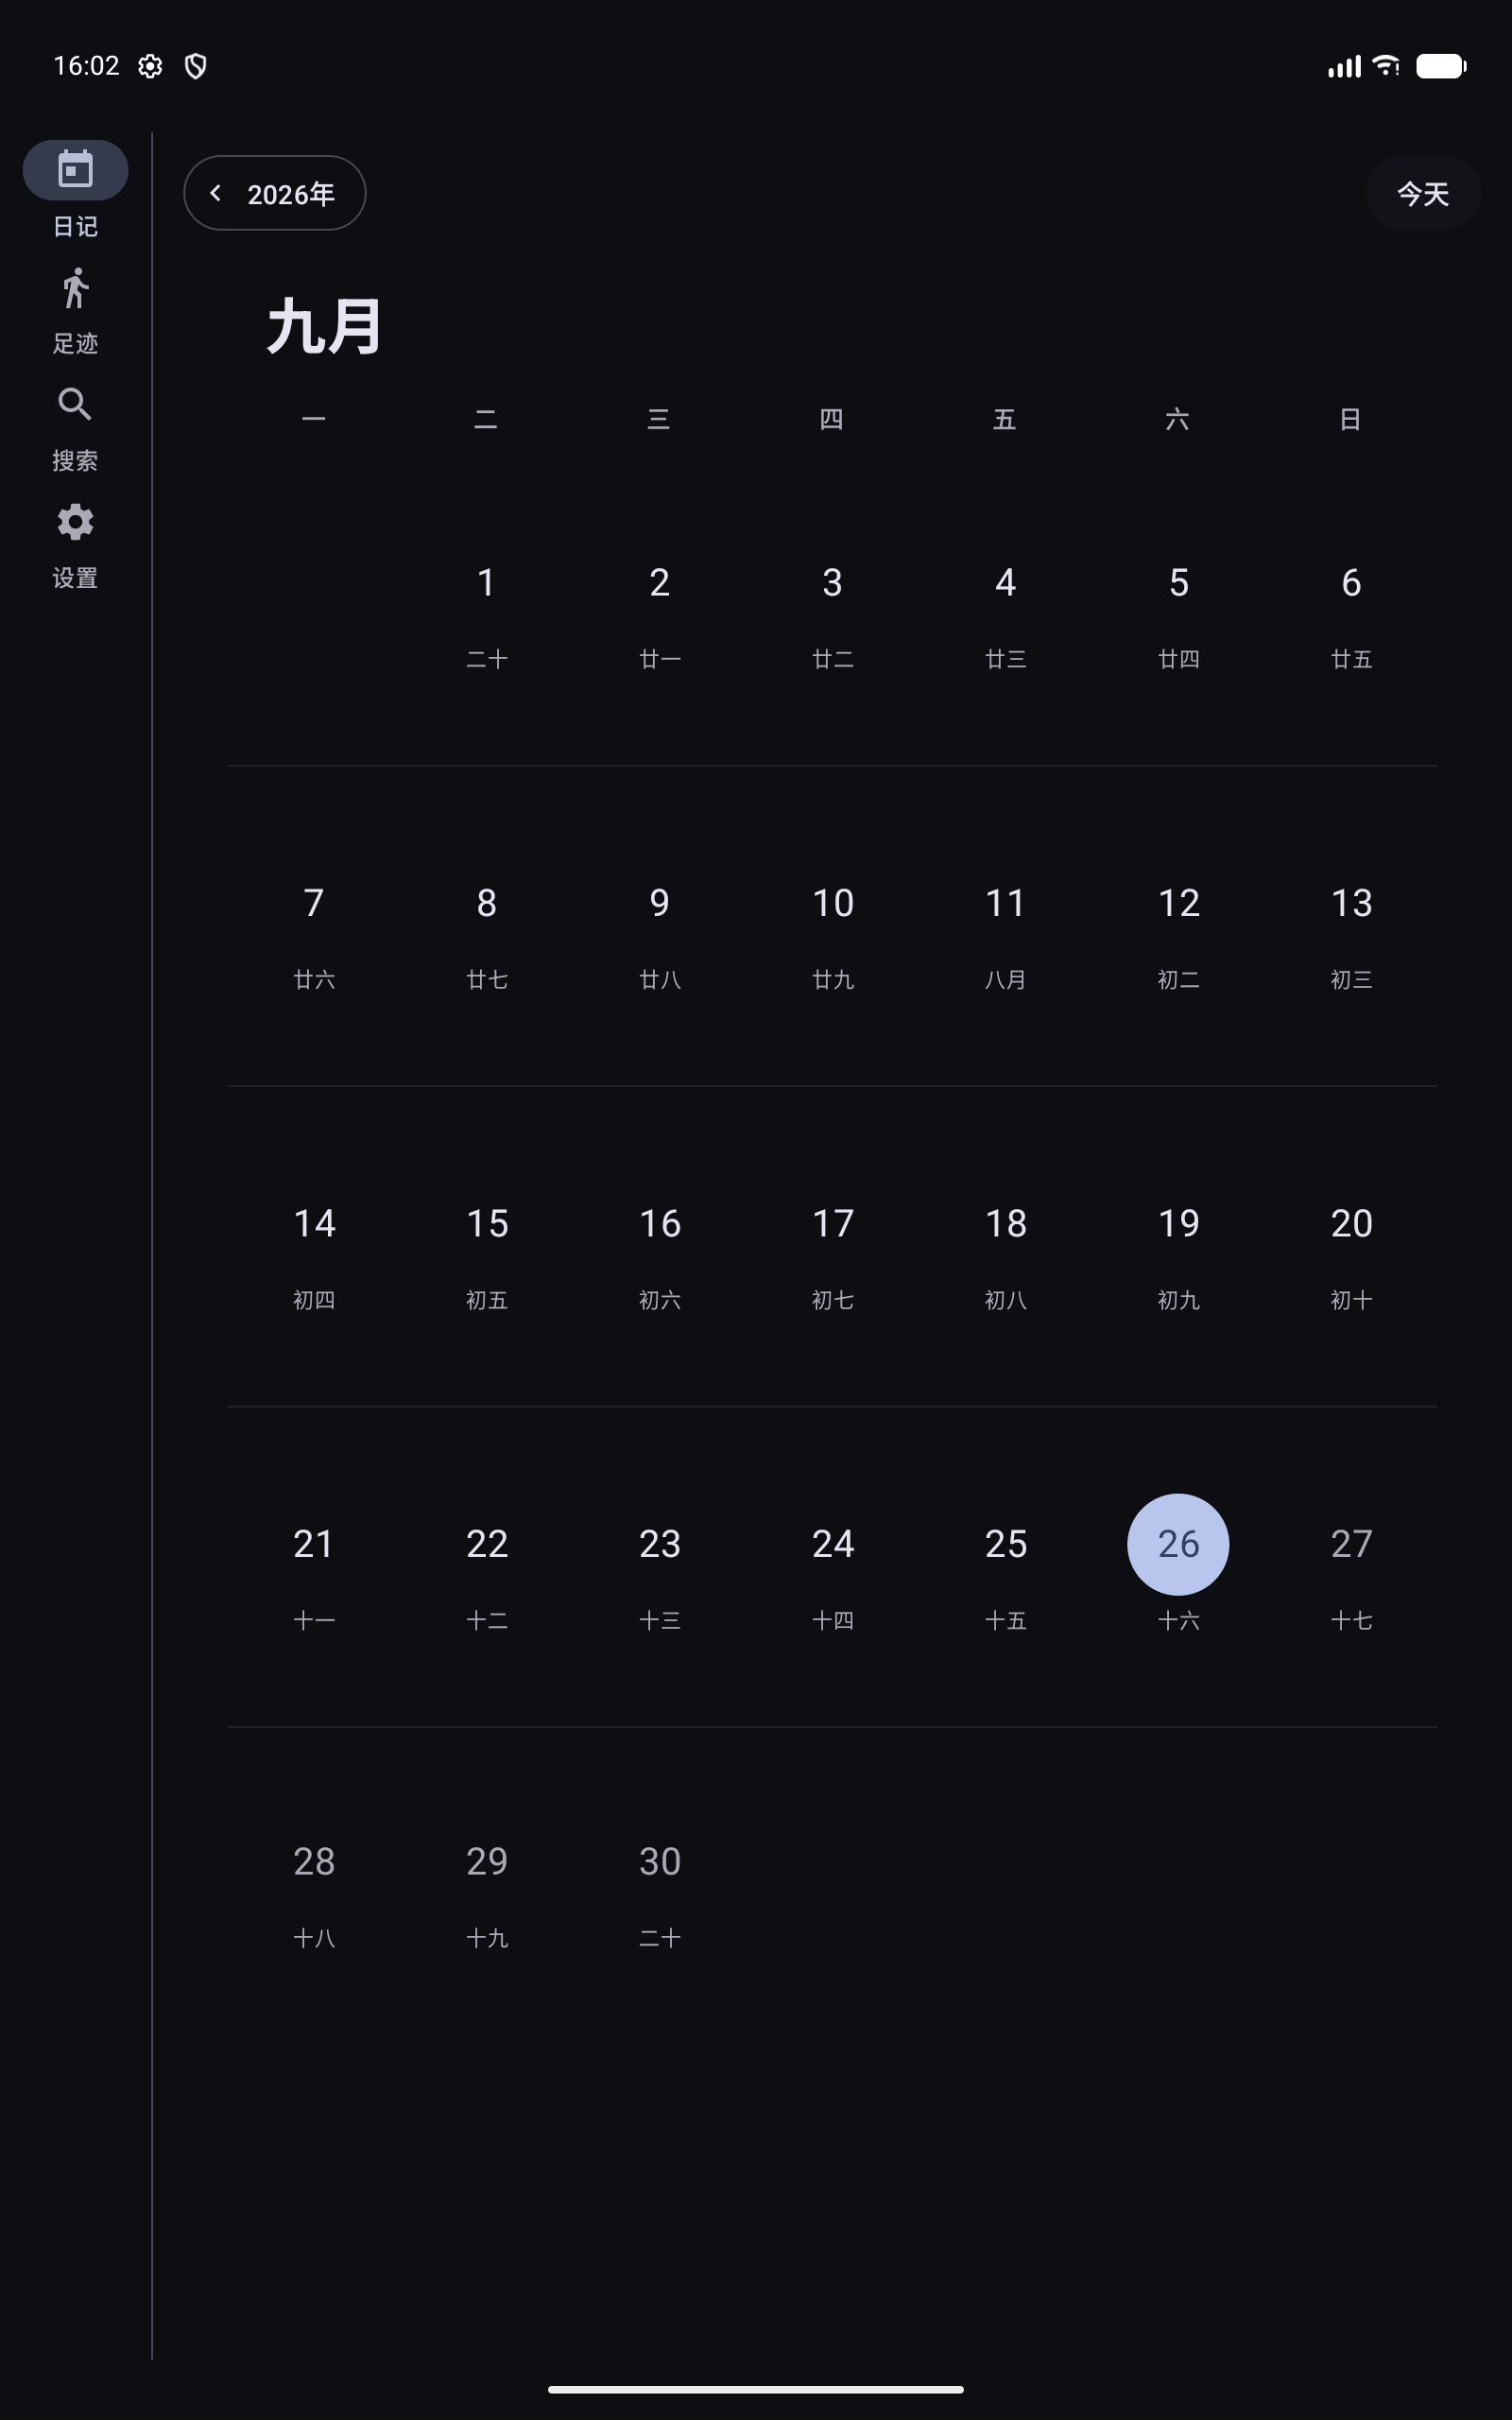 16:02
日记
足迹
搜索
设置
2026年
今天
九月
一 二 三 四 五 六 日
1 2 3 4 5 6
二十 廿一 廿二 廿三 廿四 廿五
7 8 9 10 11 12 13
廿六 廿七 廿八 廿九 八月 初二 初三
14 15 16 17 18 19 20
初四 初五 初六 初七 初八 初九 初十
21 22 23 24 25 26 27
十一 十二 十三 十四 十五 十六 十七
28 29 30
十八 十九 二十